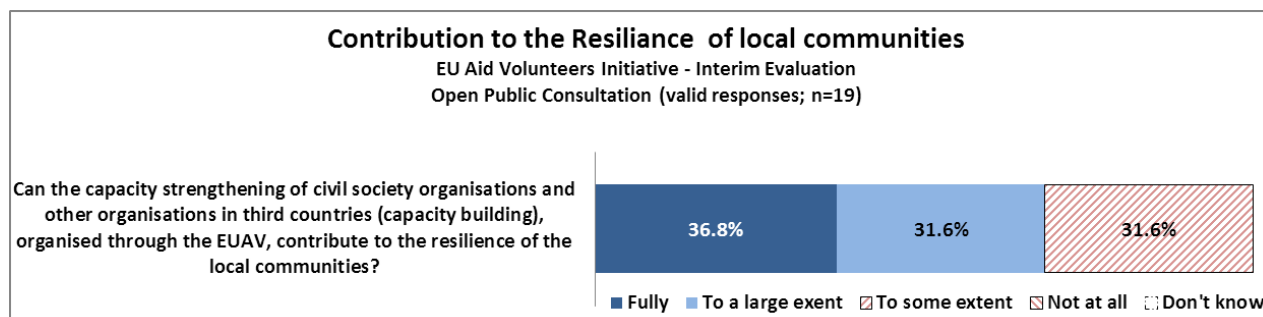 Contribution to the Resiliance of local communities
EU Aid Volunteers Initiative - Interim Evaluation
Open Public Consultation (valid responses; n=19)
Can the capacity strengthening of civil society organisations and
other organisations in third countries (capacity building),
organised through the EUAV, contribute to the resilience of the
local communities?
36.8% 31.6% 31.6%
Fully To a large exent To some extent Not at all Don't know